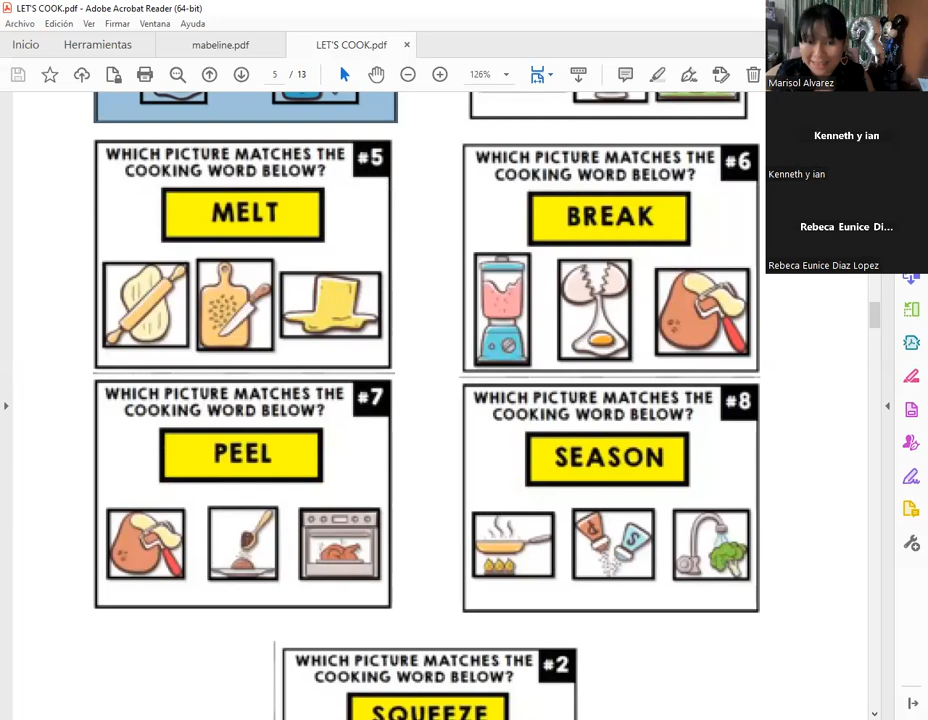 LET'S COOK.pdf - Adobe Acrobat Reader (64-bit)
Archivo Edición Ver Firmar Ventana Ayuda
Inicio Herramientas mabeline.pdf LET'S COOK.pdf ×
5 / 13 126%
WHICH PICTURE MATCHES THE
COOKING WORD BELOW?
#5
MELT
WHICH PICTURE MATCHES THE
COOKING WORD BELOW?
#6
BREAK
WHICH PICTURE MATCHES THE
COOKING WORD BELOW?
#7
PEEL
WHICH PICTURE MATCHES THE
COOKING WORD BELOW?
#8
SEASON
S
WHICH PICTURE MATCHES THE
COOKING WORD BELOW?
#2
SQUEEZE
Marisol Alvarez
Kenneth y ian
Kenneth y ian
Rebeca Eunice Di...
Rebeca Eunice Diaz Lopez